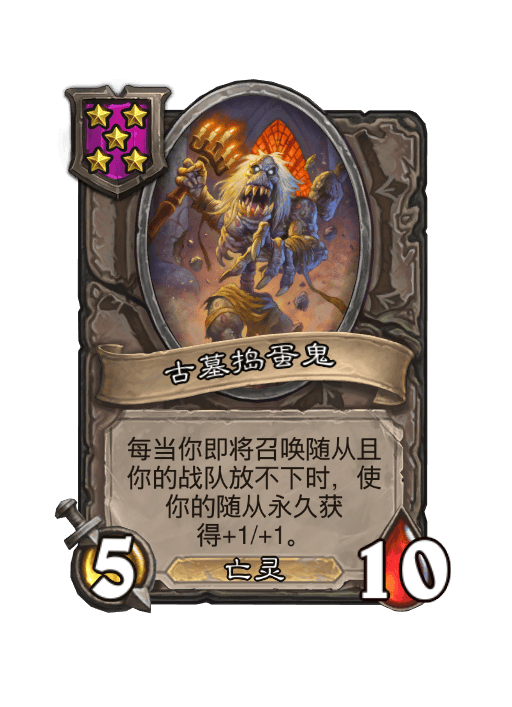 古墓捣蛋鬼
每当你即将召唤随从且
你的战队放不下时，使
你的随从永久获
得+1/+1。
亡灵
5
10